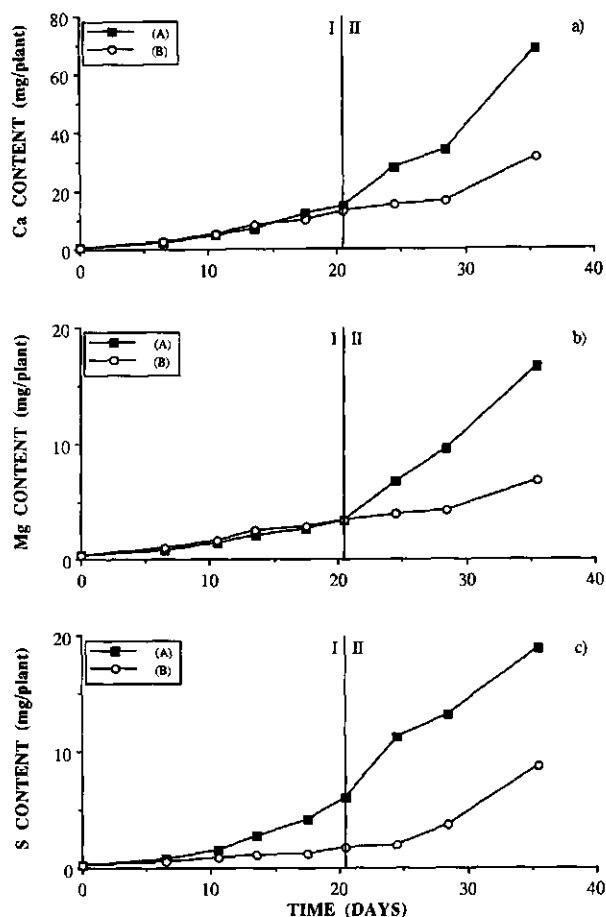 Ca CONTENT (mg/plant)
80
60
40
20
0
(A)
(B)
I II
a)
0 10 20 30 40
Mg CONTENT (mg/plant)
20
10
0
(A)
(B)
I II
b)
0 10 20 30 40
S CONTENT (mg/plant)
20
10
0
(A)
(B)
I II
c)
0 10 20 30 40
TIME (DAYS)